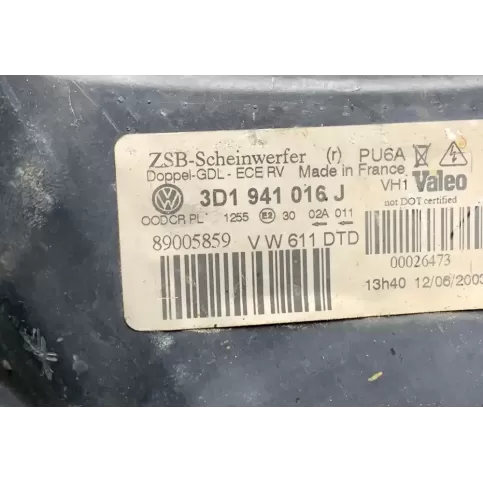 ZSB-Scheinwerfer (r) PU6A
Doppel-GDL - ECE RV Made in France
3D1 941 016 J VH1 Valeo
not DOT certified
OCDCR PL 1255 E2 30 02A 011
89005859 VW 611 DTD
00026473
13h40 12/06/2003